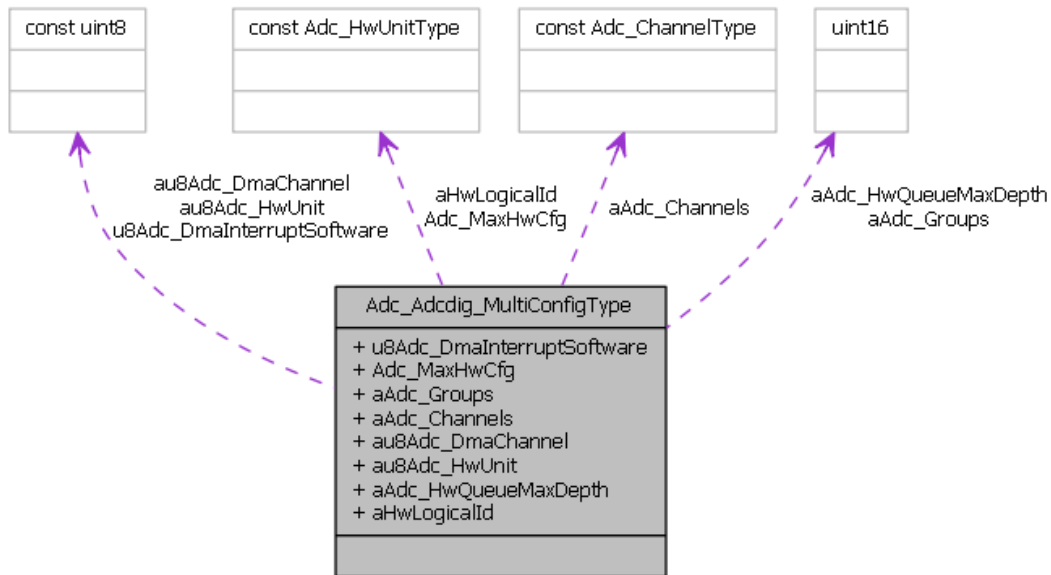 const uint8
const Adc_HwUnitType
const Adc_ChannelType
uint16
au8Adc_DmaChannel
au8Adc_HwUnit
u8Adc_DmaInterruptSoftware
aHwLogicalId
Adc_MaxHwCfg
aAdc_Channels
aAdc_HwQueueMaxDepth
aAdc_Groups
Adc_Adcdig_MultiConfigType
+ u8Adc_DmaInterruptSoftware
+ Adc_MaxHwCfg
+ aAdc_Groups
+ aAdc_Channels
+ au8Adc_DmaChannel
+ au8Adc_HwUnit
+ aAdc_HwQueueMaxDepth
+ aHwLogicalId